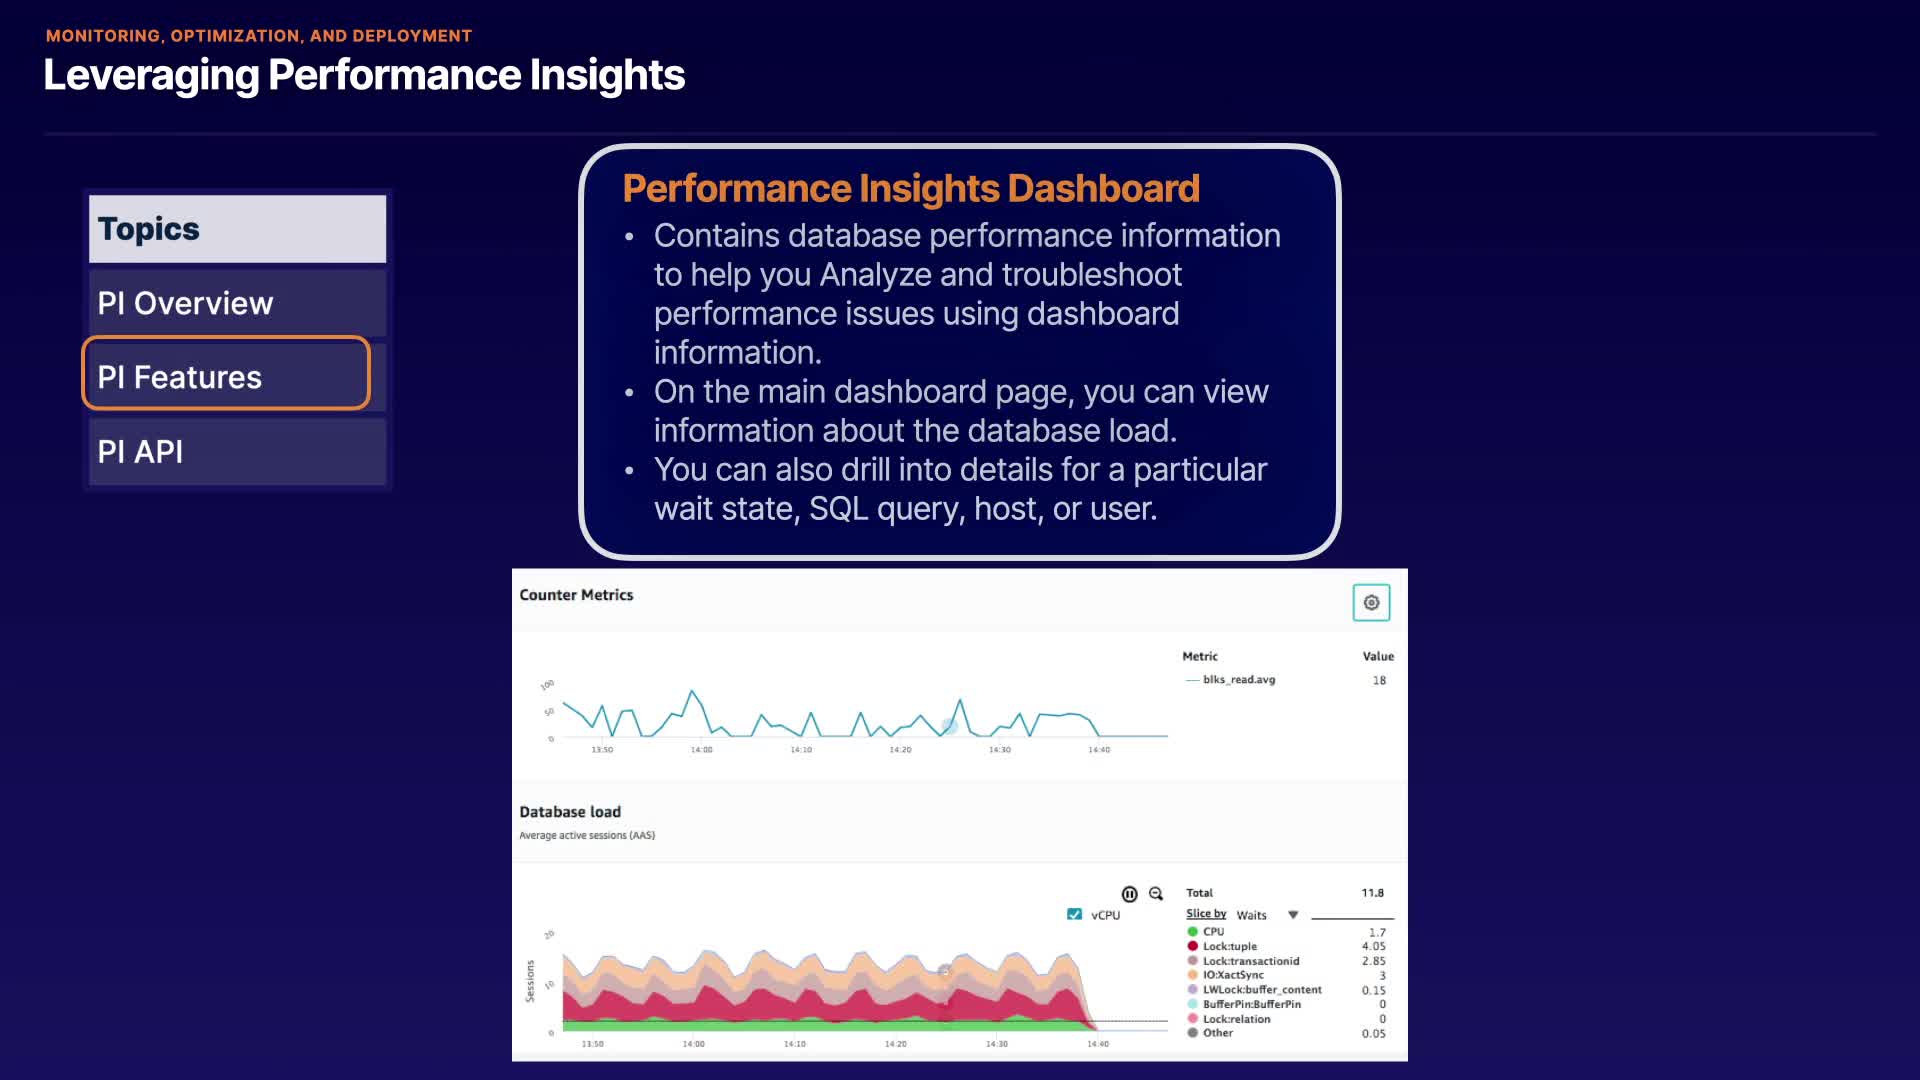 MONITORING, OPTIMIZATION, AND DEPLOYMENT
Leveraging Performance Insights
Topics
PI Overview
PI Features
PI API
Performance Insights Dashboard
• Contains database performance information
to help you Analyze and troubleshoot
performance issues using dashboard
information.
• On the main dashboard page, you can view
information about the database load.
• You can also drill into details for a particular
wait state, SQL query, host, or user.
Counter Metrics
Metric Value
blks_read.avg 18
100
50
0
13:50 14:00 14:10 14:20 14:30 14:40
Database load
Average active sessions (AAS)
vCPU
Total 11.8
Slice by Waits
CPU 1.7
Lock:tuple 4.05
Lock:transactionid 2.85
IO:XactSync 3
LWLock:buffer_content 0.15
BufferPin:BufferPin 0
Lock:relation 0
Other 0.05
Sessions
20
10
0
13:50 14:00 14:10 14:20 14:30 14:40